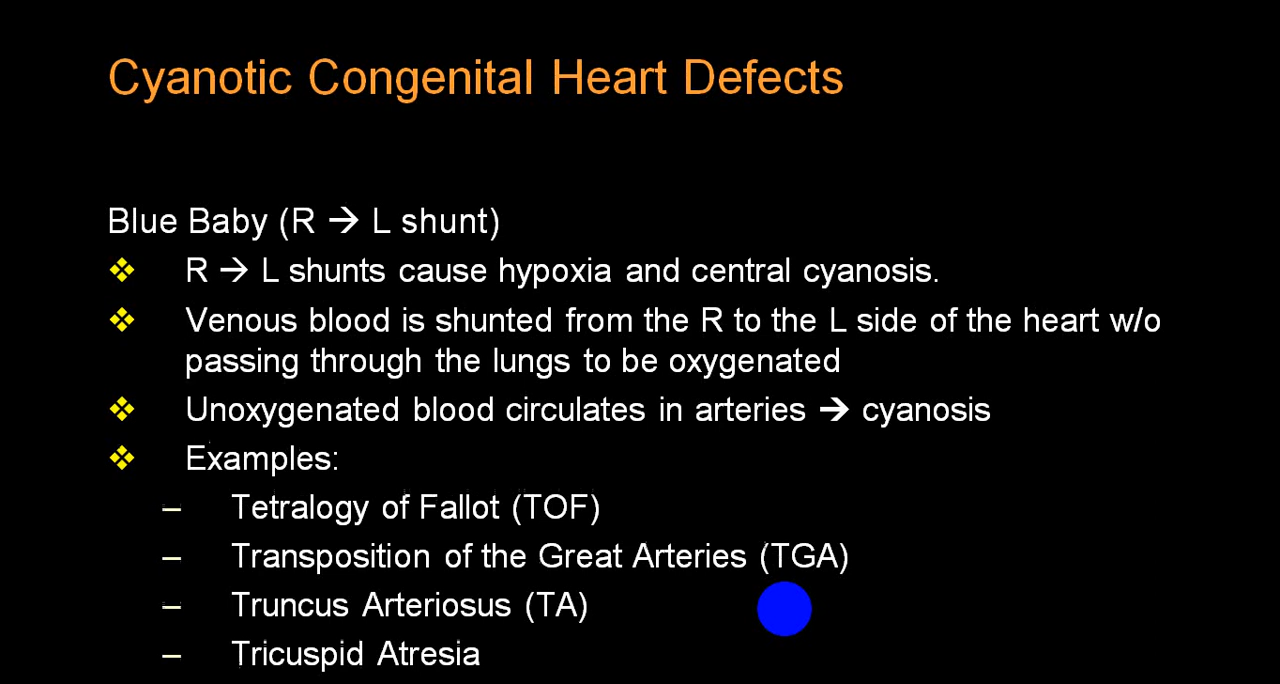 Cyanotic Congenital Heart Defects
Blue Baby (R → L shunt)
❖ R → L shunts cause hypoxia and central cyanosis.
❖ Venous blood is shunted from the R to the L side of the heart w/o
passing through the lungs to be oxygenated
❖ Unoxygenated blood circulates in arteries → cyanosis
❖ Examples:
– Tetralogy of Fallot (TOF)
– Transposition of the Great Arteries (TGA)
– Truncus Arteriosus (TA)
– Tricuspid Atresia